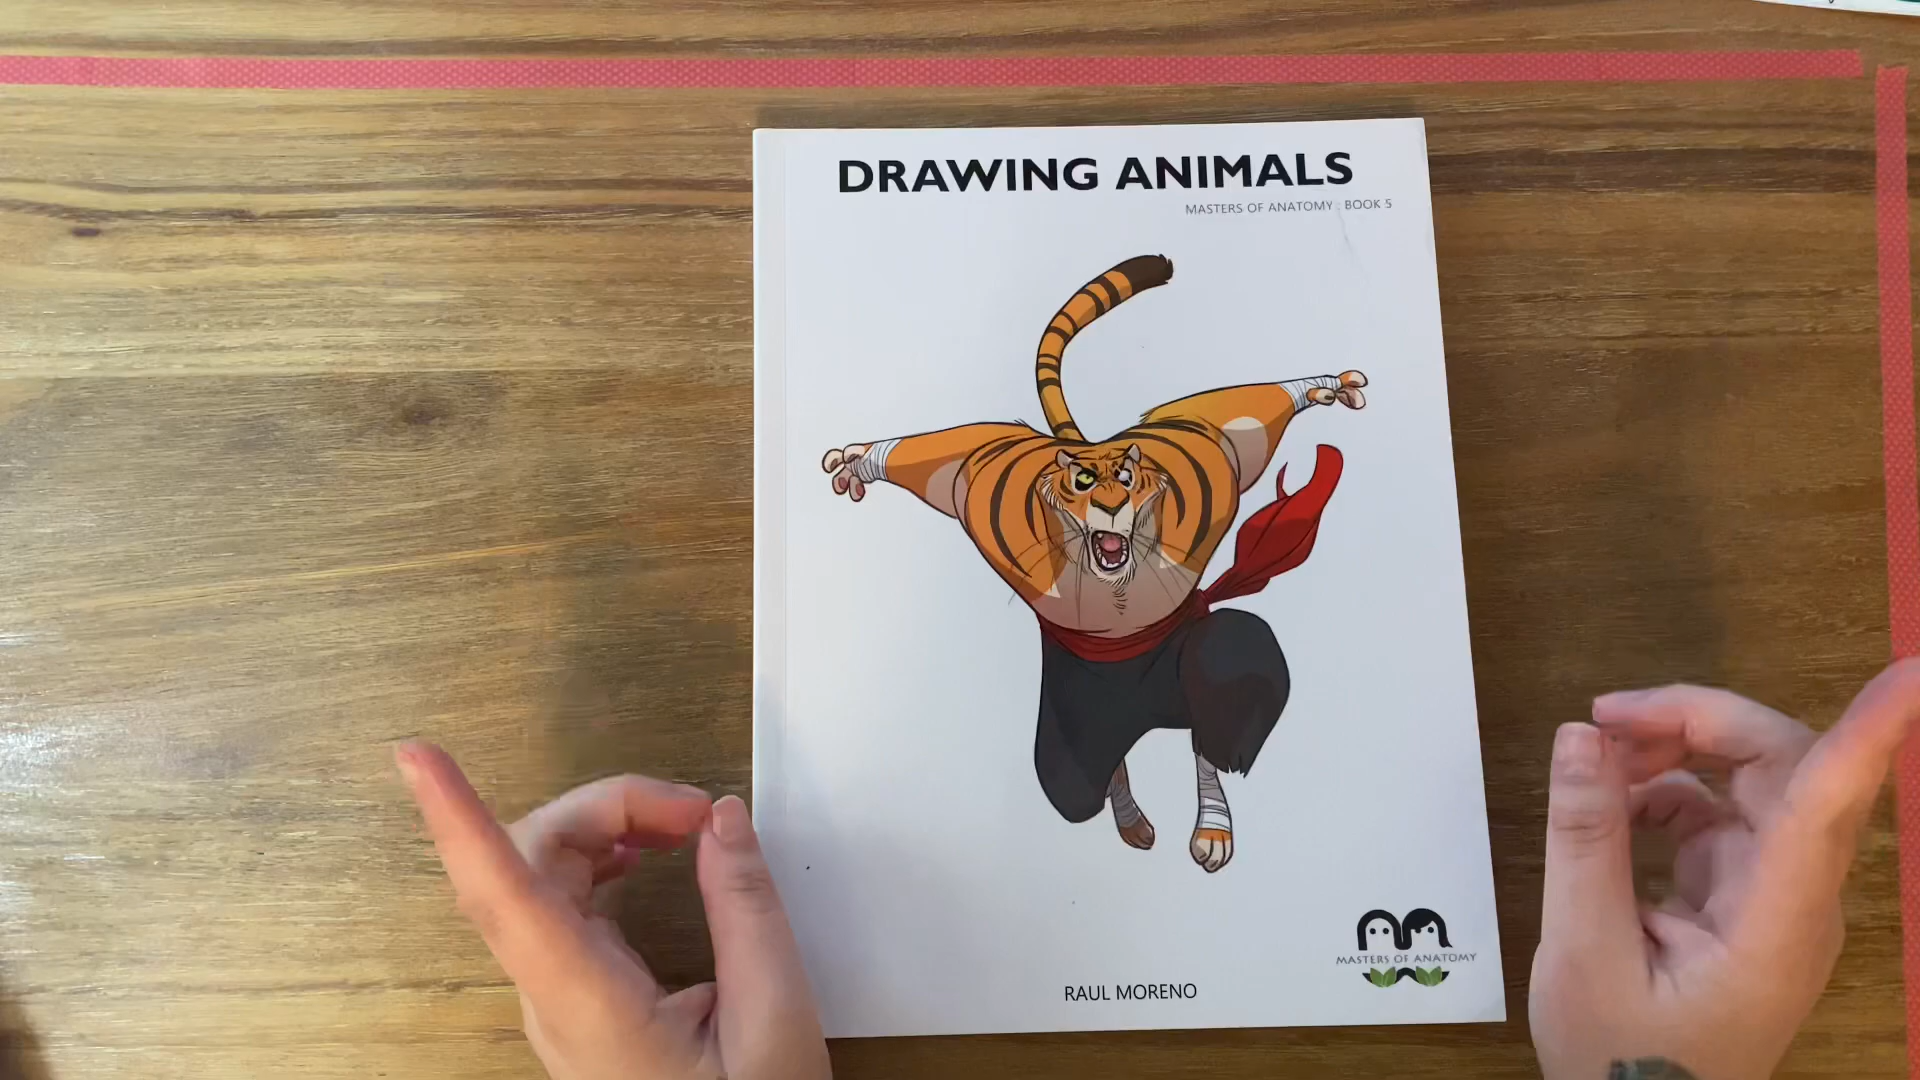 DRAWING ANIMALS
MASTERS OF ANATOMY : BOOK 5
MASTERS OF ANATOMY
RAUL MORENO